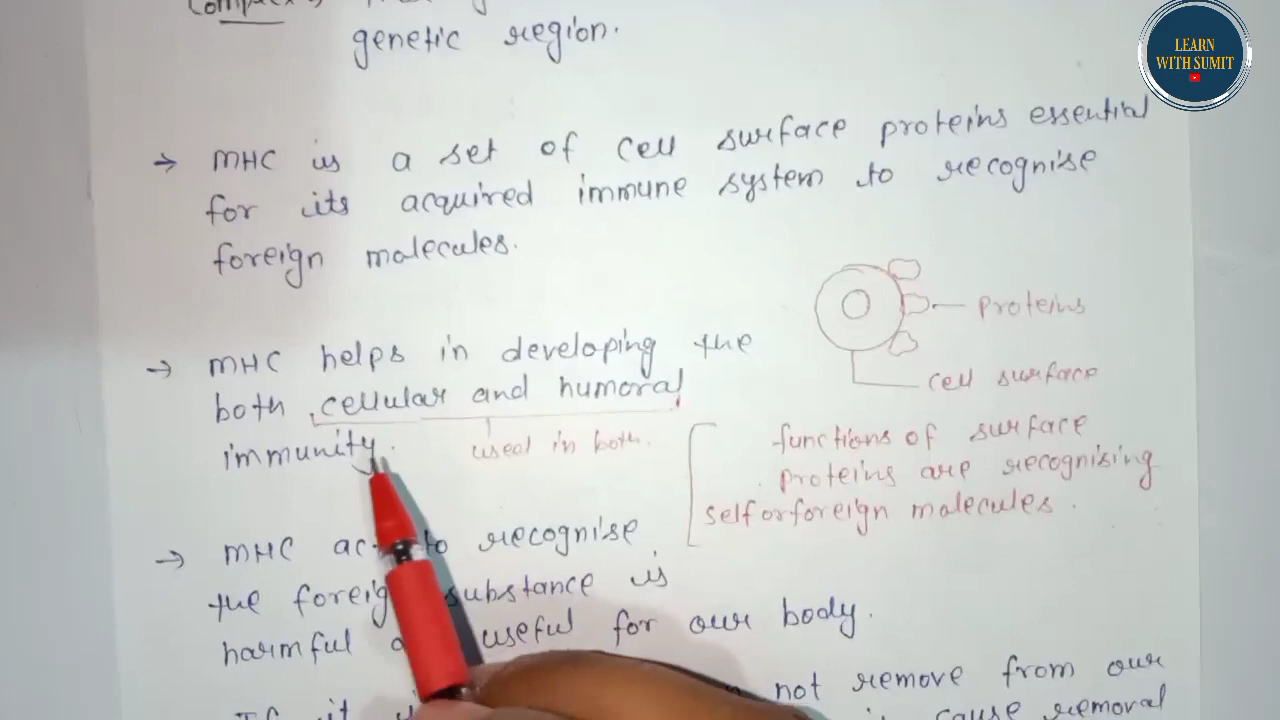 genetic region.
LEARN
WITH SUMIT
→ MHC is a set of cell surface proteins essential
for its acquired immune system to recognise
foreign molecules.
Proteins
cell surface
→ MHC helps in developing the
both cellular and humoral
immunity.
used in both.
functions of surface
proteins are recognising
self or foreign molecules.
→ MHC to recognise
the foreign substance is
harmful useful for our body.
not remove from our
it cause removal